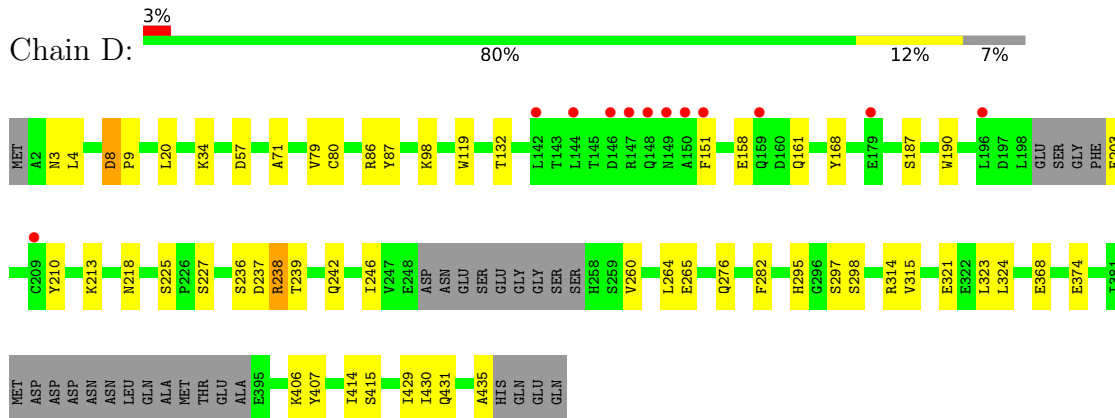 3%
Chain D:
80% 12% 7%
MET A2 N3 L4 D8 P9 L20 K34 D57 A71 V79 C80 R86 Y87 K98 W119 T132 L142 T143 L144 T145 D146 R147 Q148 N149 A150 F151 E158 Q159 D160 Q161 Y168 E179 S187 W190 L196 D197 L198 GLU SER GLY PHE
C209 Y210 K213 N218 S225 P226 S227 S236 D237 R238 T239 Q242 I246 V247 E248 ASP ASN GLU SER GLU GLY GLY SER SER H258 S259 V260 L264 E265 Q276 F282 H295 C296 S297 S298 R314 V315 E321 E322 L323 L324 E368 E374 I381
MET ASP ASP ASP ASN ASN LEU GLN ALA MET THR GLU ALA E395 K406 Y407 I414 S415 I429 I430 Q431 A435 HIS GLN GLU GLN